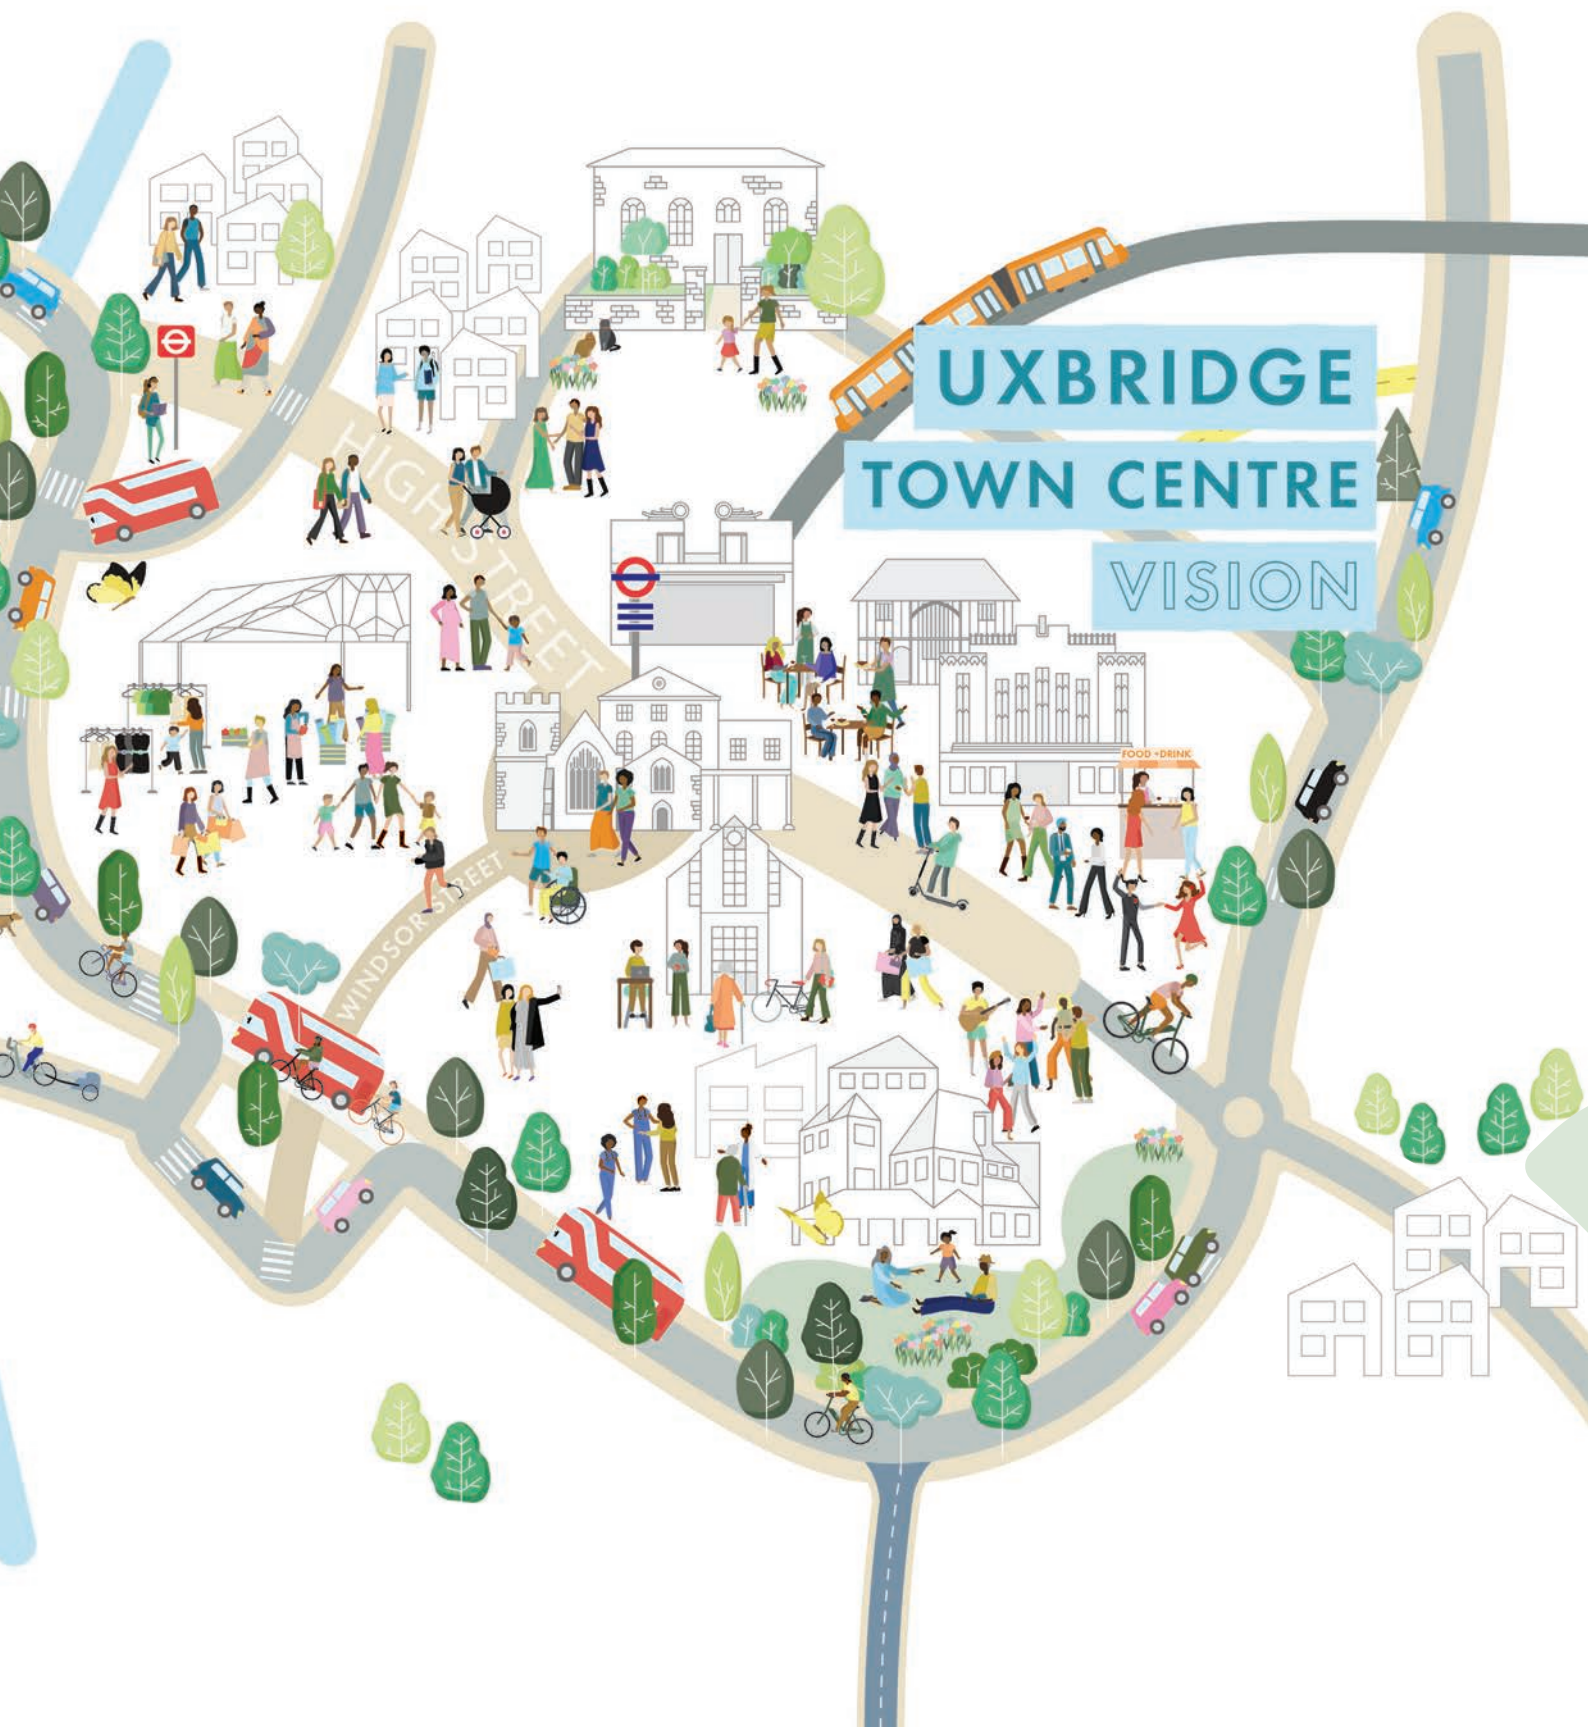 UXBRIDGE
TOWN CENTRE
VISION
HIGH STREET
FOOD + DRINK
WINDSOR STREET